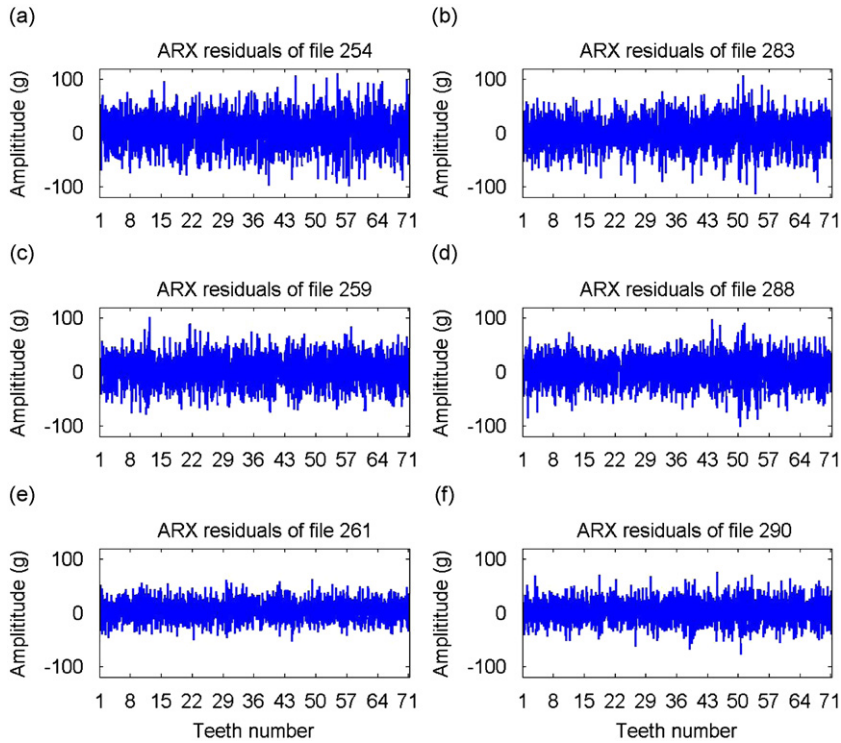 (a)
ARX residuals of file 254
Amplititude (g)
100
0
-100
1 8 15 22 29 36 43 50 57 64 71
(b)
ARX residuals of file 283
Amplititude (g)
100
0
-100
1 8 15 22 29 36 43 50 57 64 71
(c)
ARX residuals of file 259
Amplititude (g)
100
0
-100
1 8 15 22 29 36 43 50 57 64 71
(d)
ARX residuals of file 288
Amplititude (g)
100
0
-100
1 8 15 22 29 36 43 50 57 64 71
(e)
ARX residuals of file 261
Amplititude (g)
100
0
-100
1 8 15 22 29 36 43 50 57 64 71
Teeth number
(f)
ARX residuals of file 290
Amplititude (g)
100
0
-100
1 8 15 22 29 36 43 50 57 64 71
Teeth number